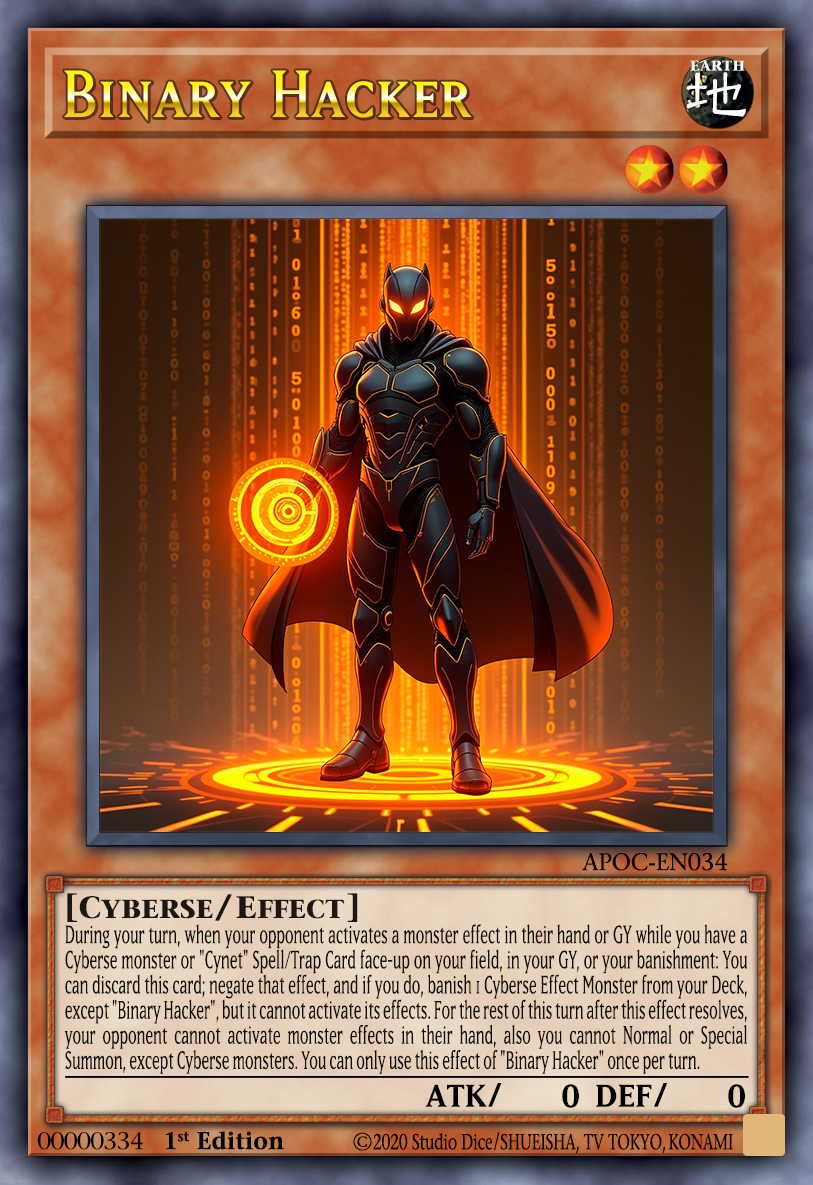 Binary Hacker
EARTH
地
APOC-EN034
[Cyberse/Effect]
During your turn, when your opponent activates a monster effect in their hand or GY while you have a
Cyberse monster or "Cynet" Spell/Trap Card face-up on your field, in your GY, or your banishment: You
can discard this card; negate that effect, and if you do, banish 1 Cyberse Effect Monster from your Deck,
except "Binary Hacker", but it cannot activate its effects. For the rest of this turn after this effect resolves,
your opponent cannot activate monster effects in their hand, also you cannot Normal or Special
Summon, except Cyberse monsters. You can only use this effect of "Binary Hacker" once per turn.
ATK/ 0 DEF/ 0
00000334 1st Edition ©2020 Studio Dice/SHUEISHA, TV TOKYO, KONAMI